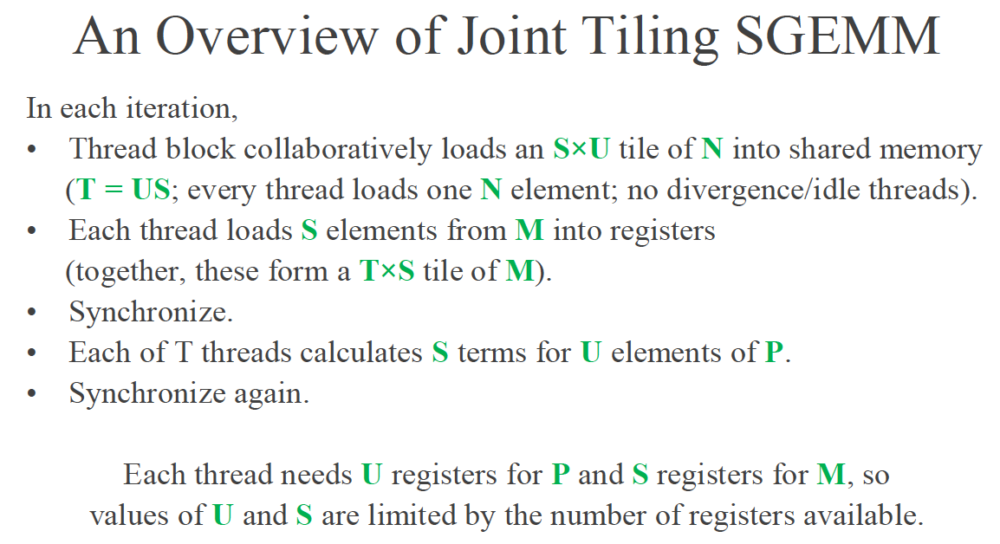 An Overview of Joint Tiling SGEMM
In each iteration,
• Thread block collaboratively loads an S×U tile of N into shared memory
(T = US; every thread loads one N element; no divergence/idle threads).
• Each thread loads S elements from M into registers
(together, these form a T×S tile of M).
• Synchronize.
• Each of T threads calculates S terms for U elements of P.
• Synchronize again.
Each thread needs U registers for P and S registers for M, so
values of U and S are limited by the number of registers available.